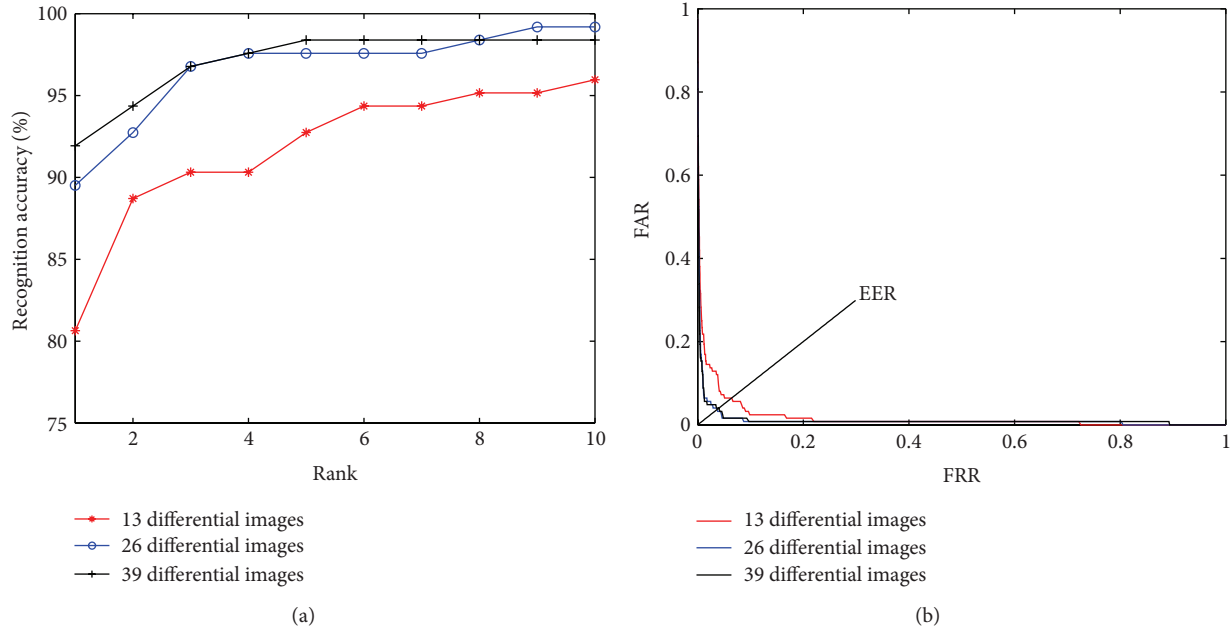 100
95
90
85
80
75
Recognition accuracy (%)
2
4
6
8
10
Rank
13 differential images
26 differential images
39 differential images
(a)
1
0.8
0.6
0.4
0.2
0
FAR
EER
0
0.2
0.4
0.6
0.8
1
FRR
13 differential images
26 differential images
39 differential images
(b)